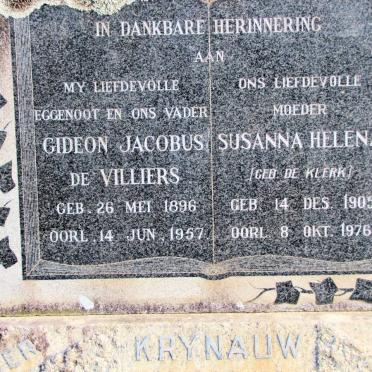 IN DANKBARE HERINNERING
AAN
MY LIEFDEVOLLE
EGGENOOT EN ONS VADER
GIDEON JACOBUS
DE VILLIERS
GEB. 26 MEI 1896
OORL. 14 JUN. 1957
ONS LIEFDEVOLLE
MOEDER
SUSANNA HELENA
(GEB. DE KLERK)
GEB. 14 DES. 1905
OORL. 8 OKT. 1976
KRYNAUW